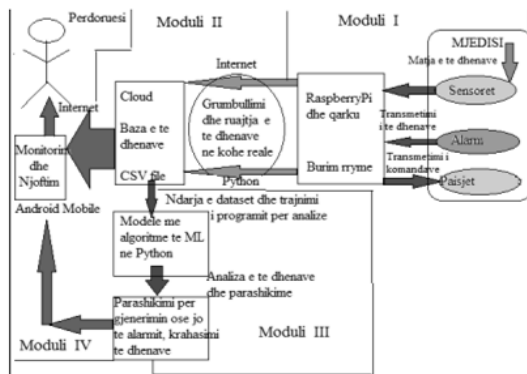 Perdoruesi
Moduli II
Moduli I
MJEDISI
Matja e te dhenave
Sensoret
Internet
Internet
Cloud
Baza e te
dhenave
CSV file
Grumbullimi
dhe ruajtja e
te dhenave
ne kohe reale
Python
RaspberryPi
dhe qarku
Burim rryme
Transmetimi
i te dhenave
Alarm
Transmetimi i
komandave
Paisjet
Monitorim
dhe
Njoftim
Android Mobile
Ndarja e dataset dhe trajnimi
i programit per analize
Modele me
algoritme te ML
ne Python
Analiza e te dhenave
dhe parashikime
Parashikimi per
gjenerimin ose jo
te alarmit, krahasimi
te dhenave
Moduli IV
Moduli III